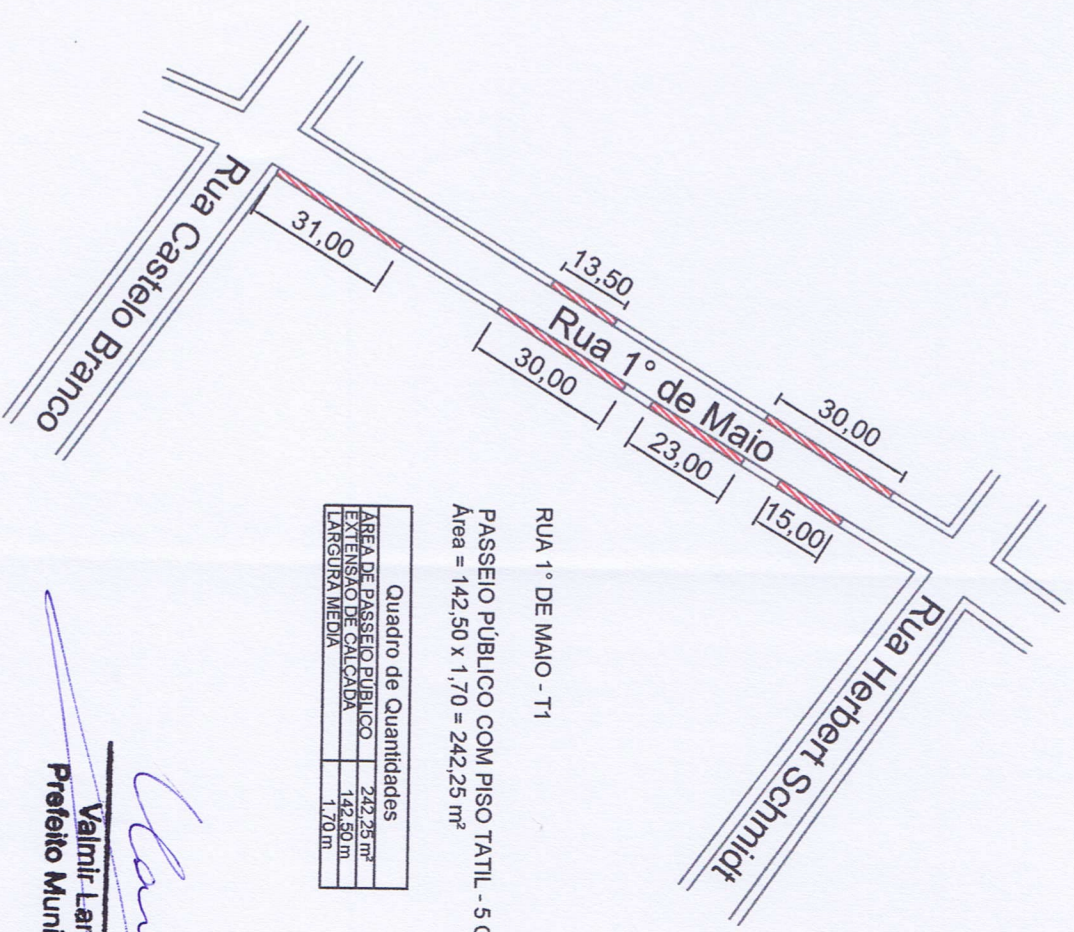 Rua Castelo Branco
31,00
13,50
Rua 1° de Maio
30,00
30,00
23,00
15,00
Rua Herbert Schmidt
RUA 1° DE MAIO - T1
PASSEIO PÚBLICO COM PISO TATIL - 5
Área = 142,50 x 1,70 = 242,25 m²
Quadro de Quantidades
ÁREA DE PASSEIO PÚBLICO 242,25 m²
EXTENSÃO DE CALÇADA 142,50 m
LARGURA MÉDIA 1,70 m
Valmir Lar
Prefeito Muni